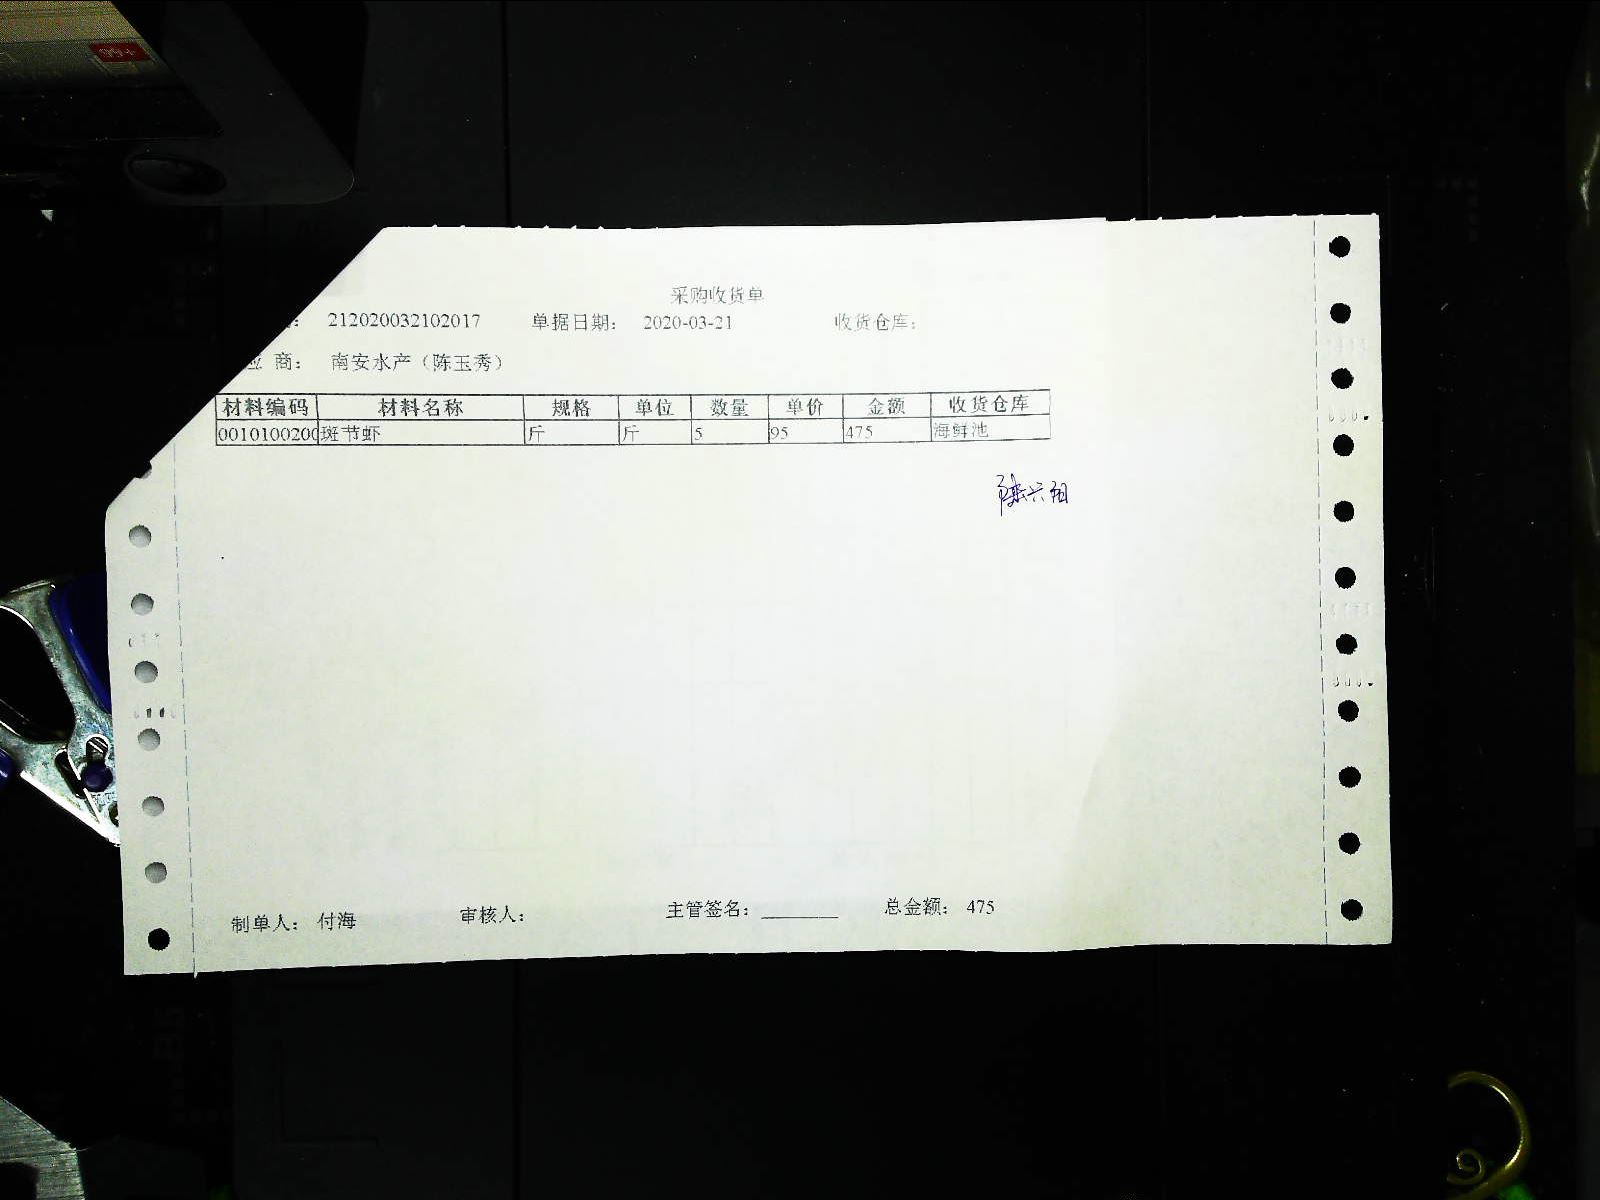 99+
采购收货单
: 212020032102017 单据日期: 2020-03-21 收货仓库:
应 商: 南安水产（陈玉秀）
材料编码 材料名称 规格 单位 数量 单价 金额 收货仓库
0010100200 斑节虾 斤 斤 5 95 475 海鲜池
制单人: 付海 审核人: 主管签名: ________ 总金额: 475